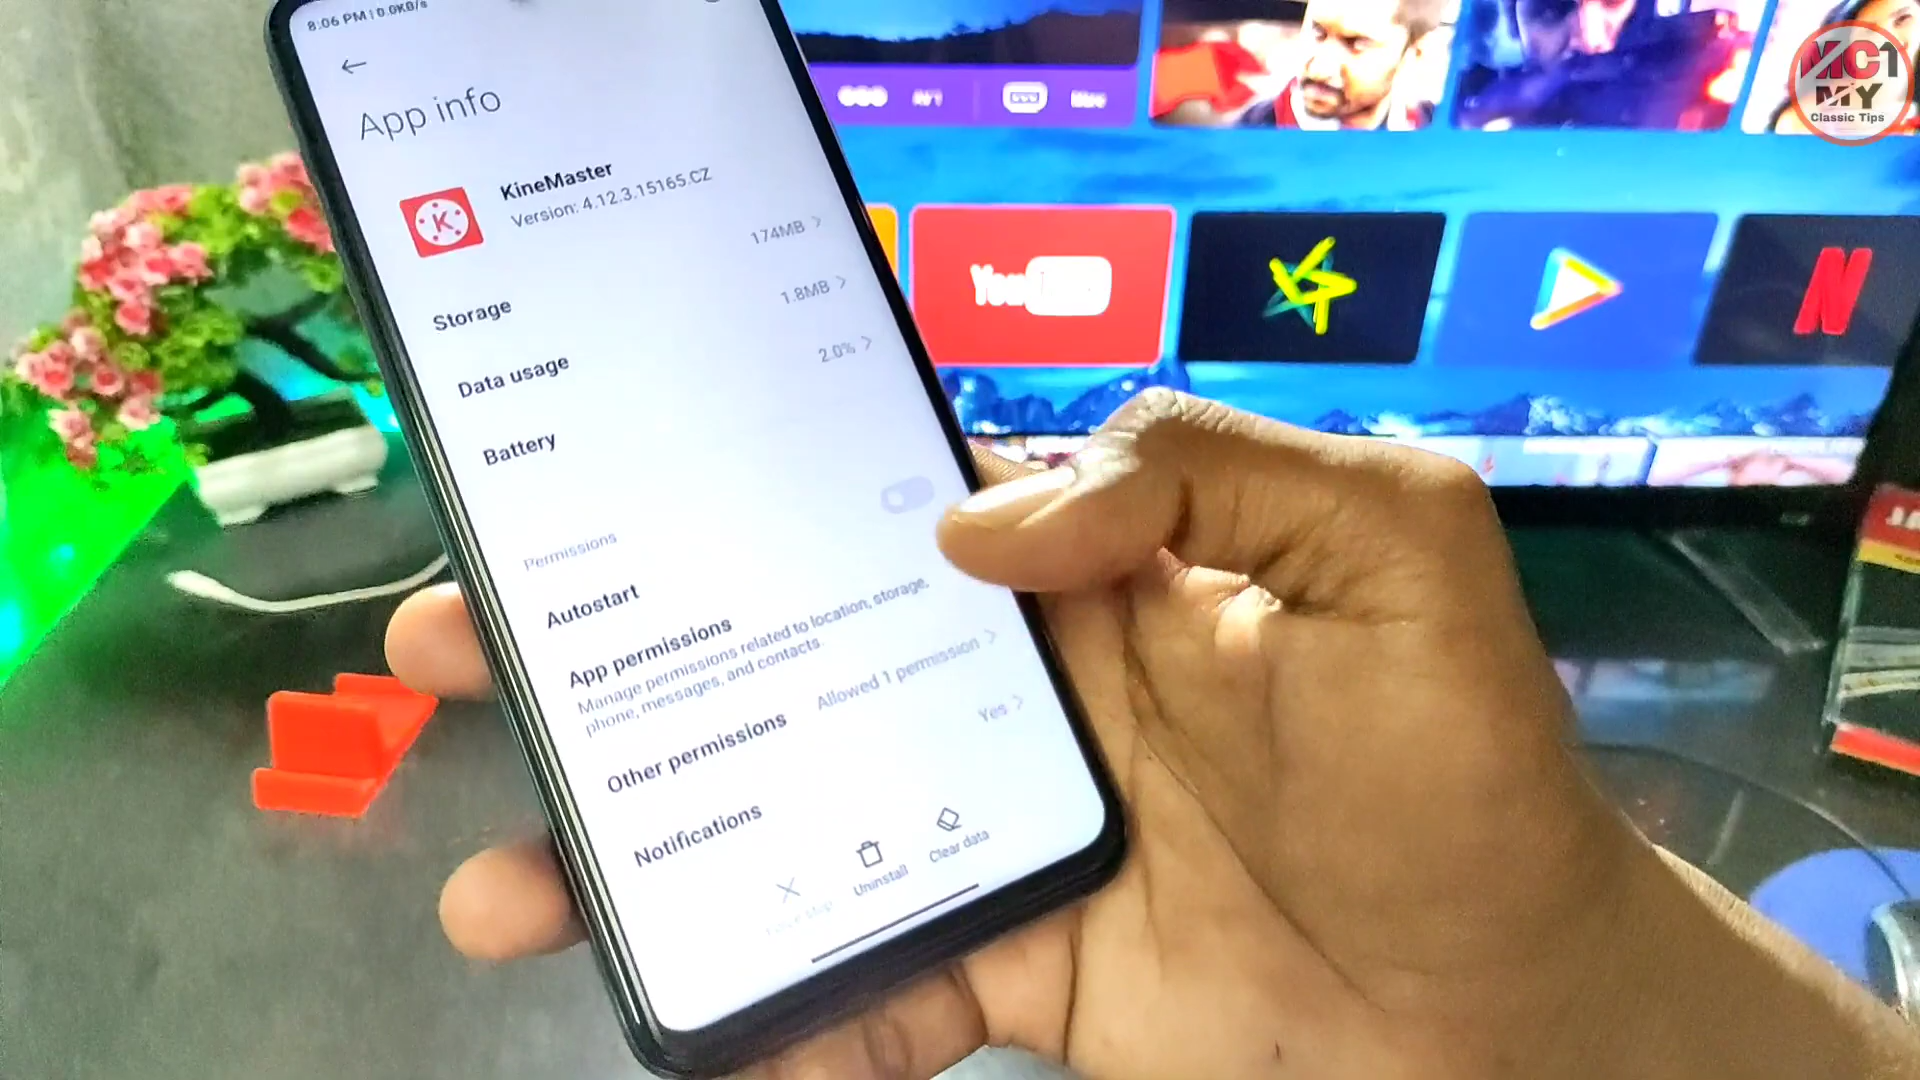 8:06 PM | 0.0KB/s
App info
KineMaster
Version: 4.12.3.15165.CZ
Storage
174MB
Data usage
1.8MB
Battery
2.0%
Permissions
Autostart
App permissions
Manage permissions related to location, storage,
phone, messages, and contacts.
Other permissions
Allowed 1 permission
Notifications
Yes
Uninstall
Clear data
K
YouTube
N
MC1
MY
Classic Tips